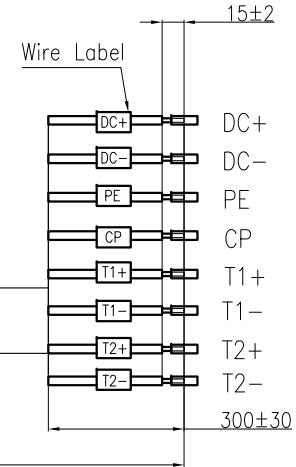 15±2
Wire Label
DC+ DC+
DC- DC-
PE PE
CP CP
T1+ T1+
T1- T1-
T2+ T2+
T2- T2-
300±30